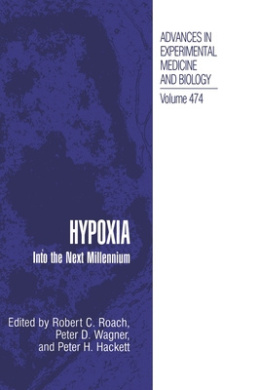 ADVANCES IN
EXPERIMENTAL
MEDICINE
AND BIOLOGY
Volume 474
HYPOXIA
Into the Next Millennium
Edited by Robert C. Roach,
Peter D. Wagner,
and Peter H. Hackett